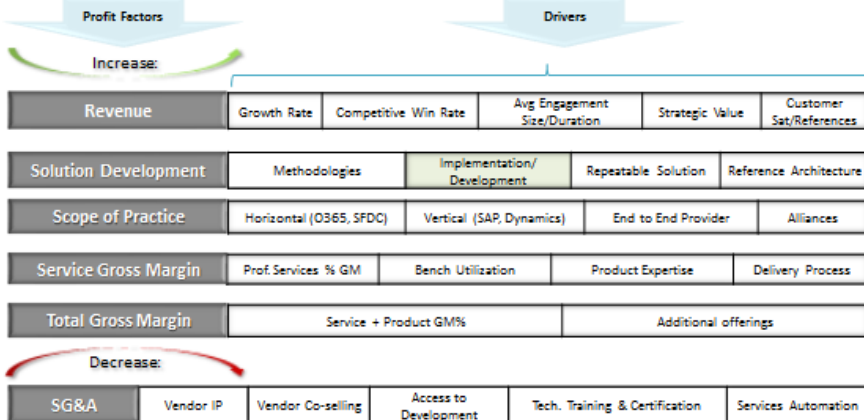 Profit Factors
Drivers
Increase:
Revenue
Growth Rate
Competitive Win Rate
Avg Engagement
Size/Duration
Strategic Value
Customer
Sat/References
Solution Development
Methodologies
Implementation/
Development
Repeatable Solution
Reference Architecture
Scope of Practice
Horizontal (O365, SFDC)
Vertical (SAP, Dynamics)
End to End Provider
Alliances
Service Gross Margin
Prof. Services % GM
Bench Utilization
Product Expertise
Delivery Process
Total Gross Margin
Service + Product GM%
Additional offerings
Decrease:
SG&A
Vendor IP
Vendor Co-selling
Access to
Development
Tech. Training & Certification
Services Automation